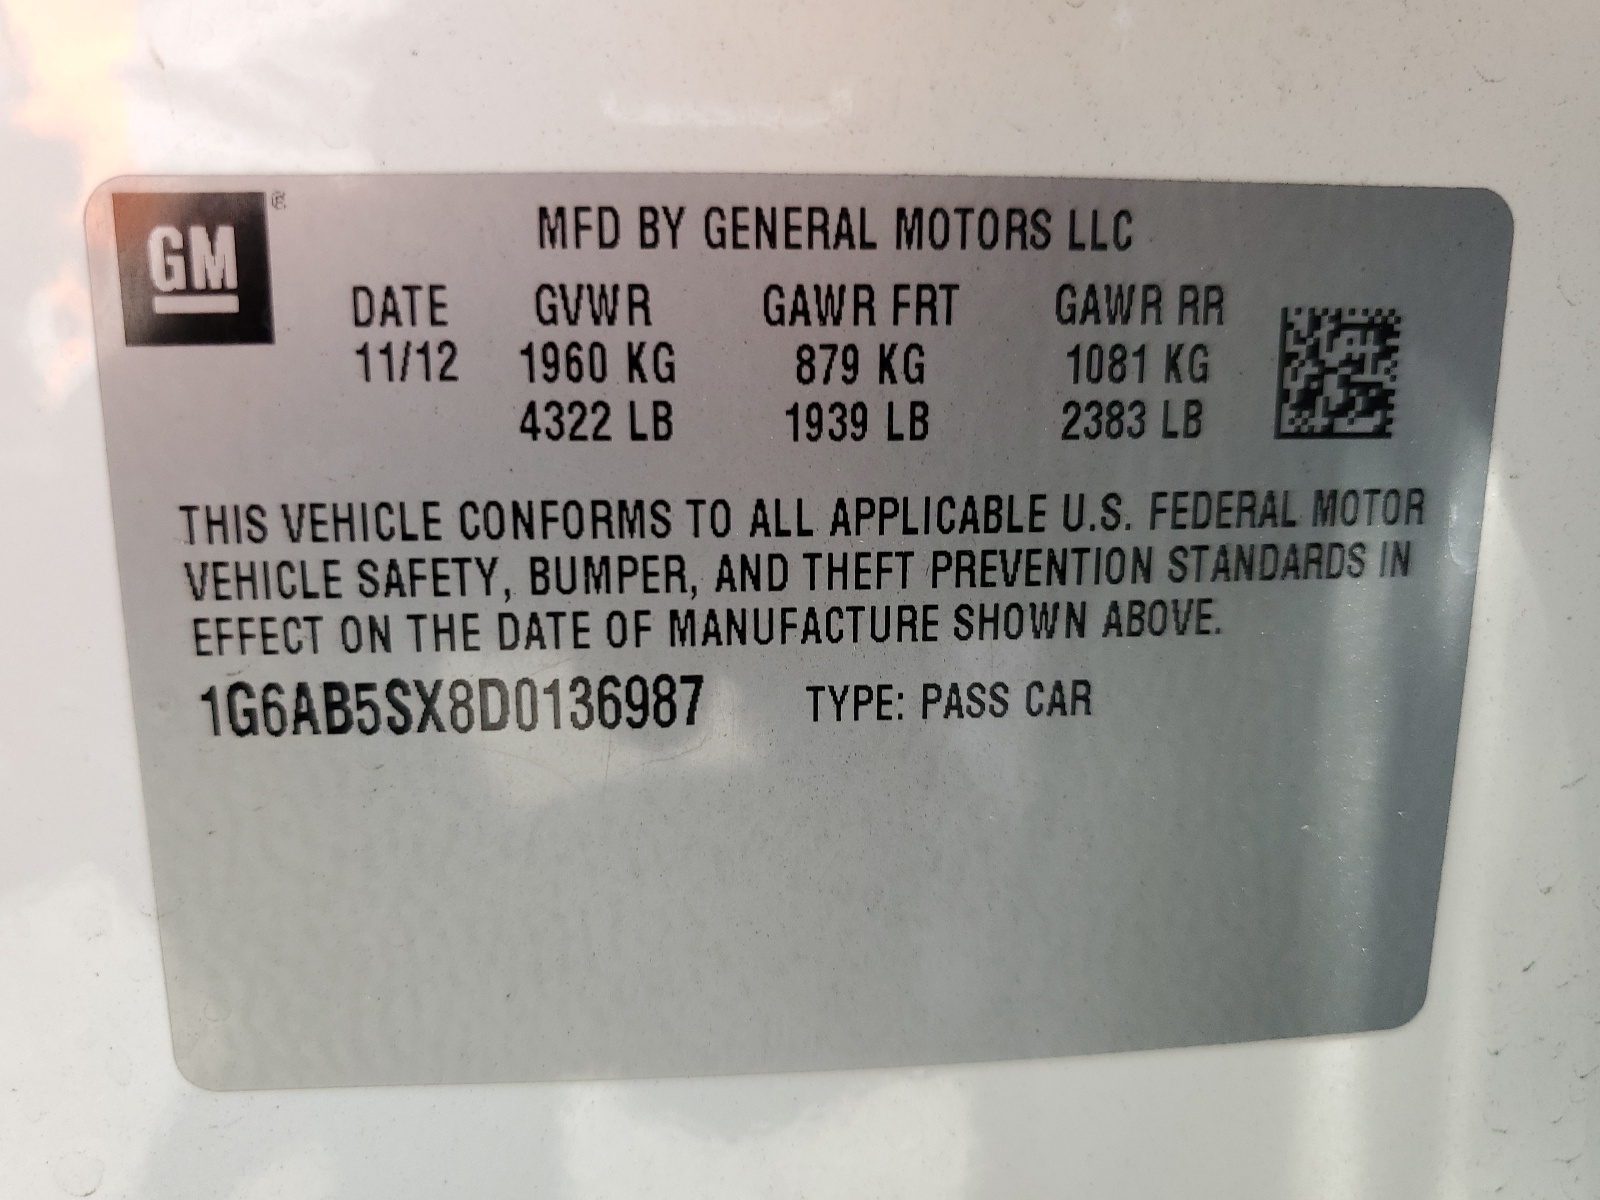 GM
MFD BY GENERAL MOTORS LLC
DATE GVWR GAWR FRT GAWR RR
11/12 1960 KG 879 KG 1081 KG
4322 LB 1939 LB 2383 LB
THIS VEHICLE CONFORMS TO ALL APPLICABLE U.S. FEDERAL MOTOR
VEHICLE SAFETY, BUMPER, AND THEFT PREVENTION STANDARDS IN
EFFECT ON THE DATE OF MANUFACTURE SHOWN ABOVE.
1G6AB5SX8D0136987 TYPE: PASS CAR